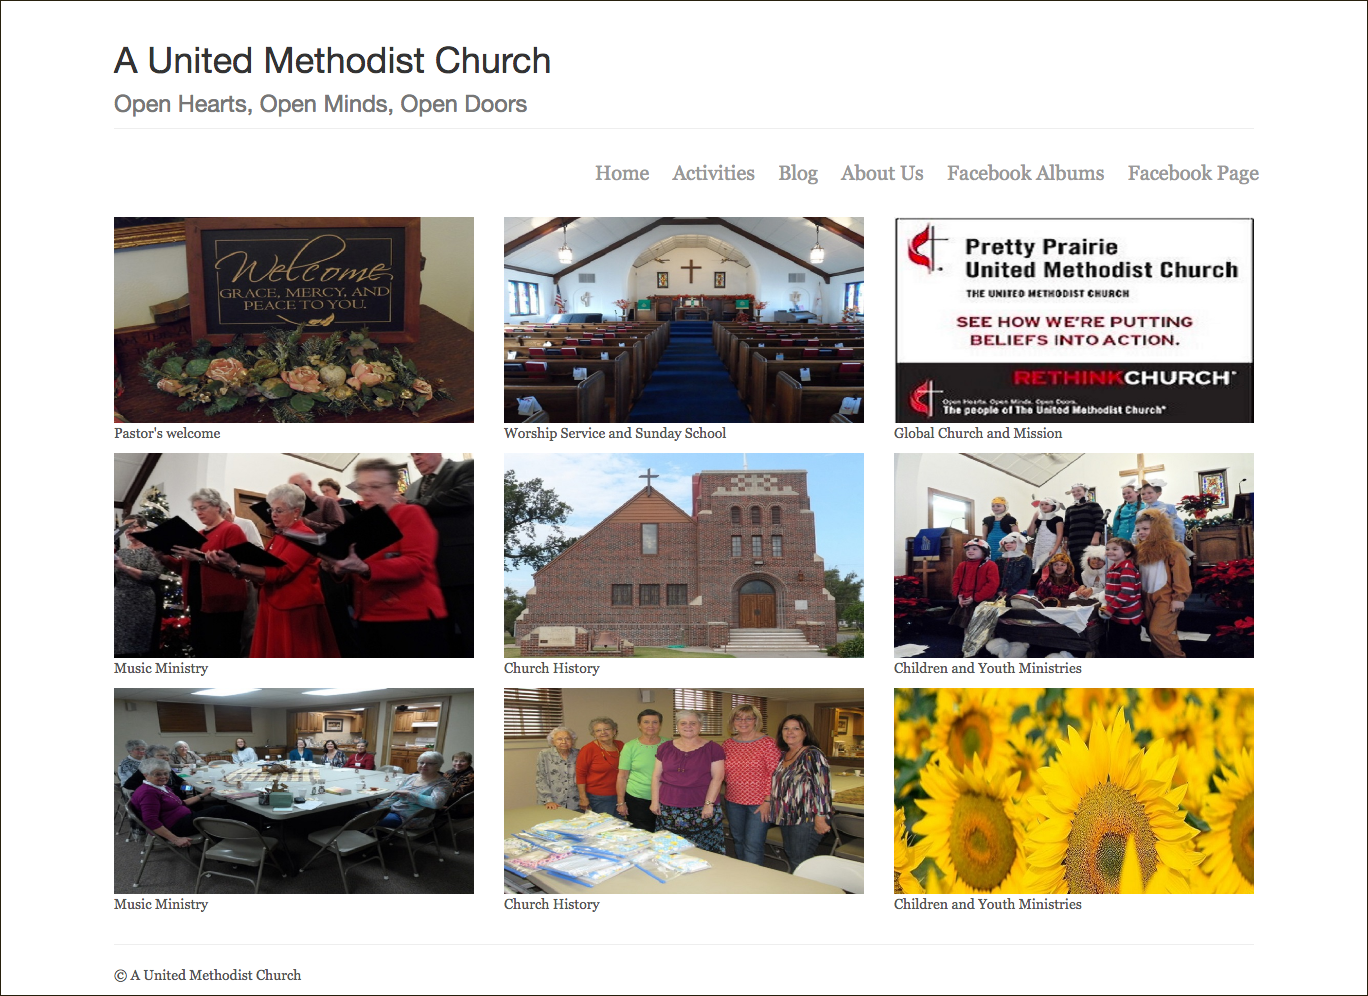 A United Methodist Church
Open Hearts, Open Minds, Open Doors
Home Activities Blog About Us Facebook Albums Facebook Page
Welcome
GRACE, MERCY, AND
PEACE TO YOU.
Pastor's welcome
Worship Service and Sunday School
Pretty Prairie
United Methodist Church
THE UNITED METHODIST CHURCH
SEE HOW WE'RE PUTTING
BELIEFS INTO ACTION.
RETHINKCHURCH
Open Hearts. Open Minds. Open Doors.
The people of The United Methodist Church®
Global Church and Mission
Music Ministry
Church History
Children and Youth Ministries
Music Ministry
Church History
Children and Youth Ministries
© A United Methodist Church